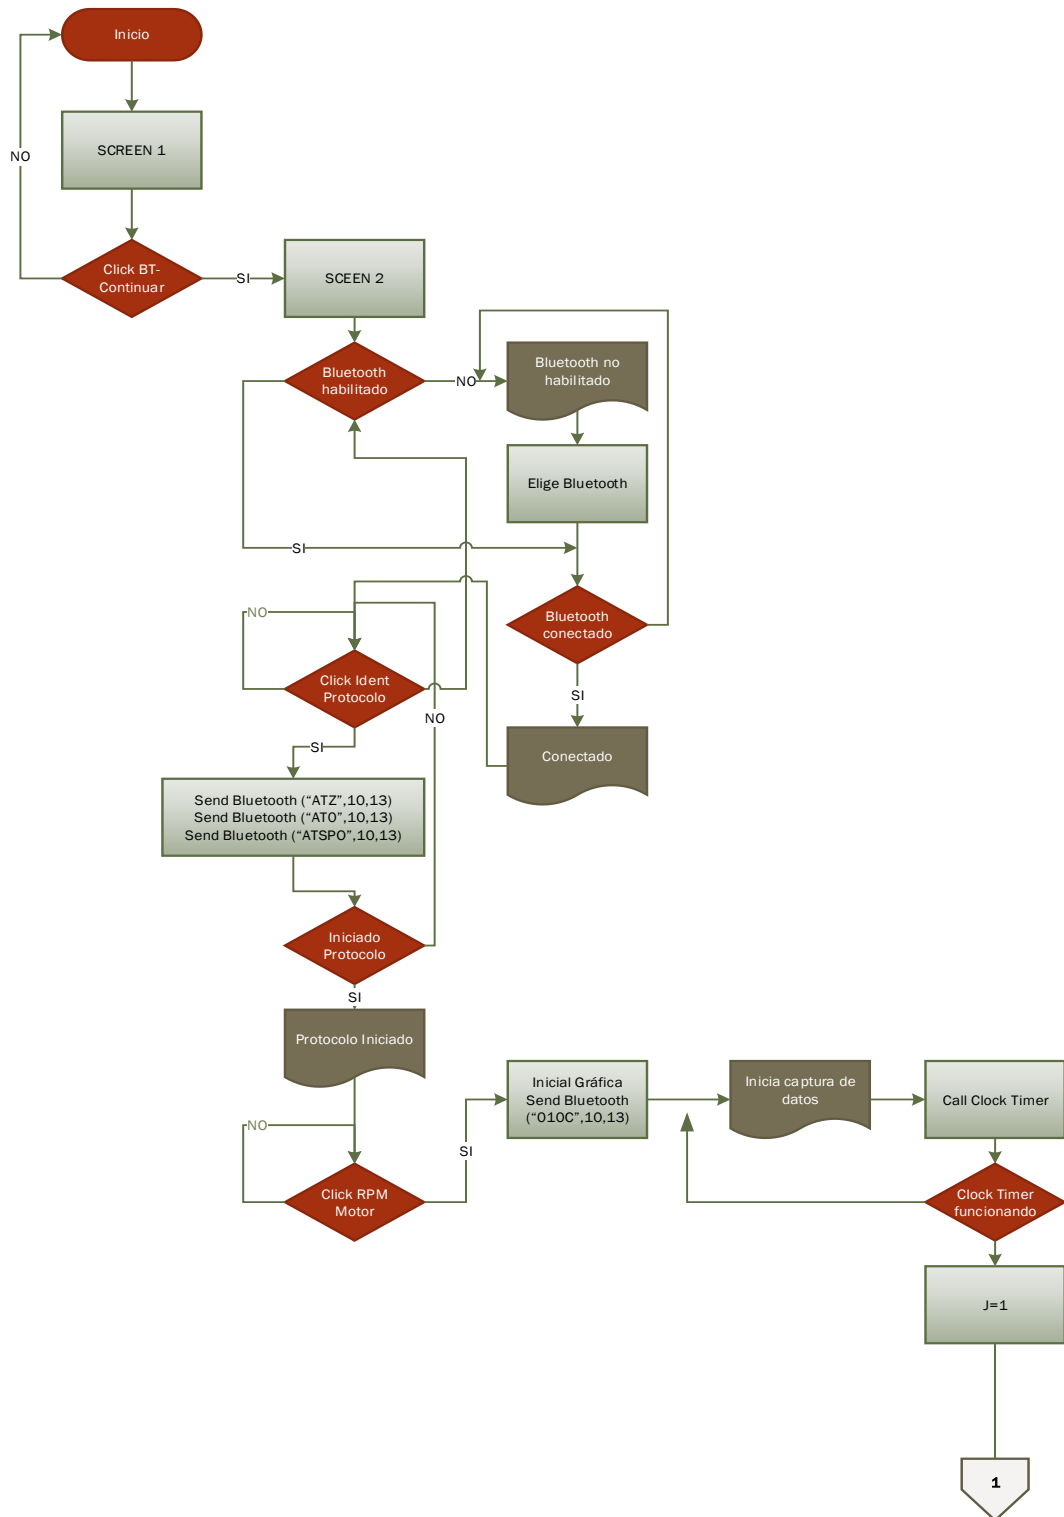 Inicio
SCREEN 1
NO
Click BT-
Continuar
SI
SCEEN 2
Bluetooth
habilitado
NO
Bluetooth no
habilitado
Elige Bluetooth
SI
Bluetooth
conectado
NO
Click Ident
Protocolo
SI
NO
Conectado
SI
Send Bluetooth (“ATZ”,10,13)
Send Bluetooth (“AT0”,10,13)
Send Bluetooth (“ATSP0”,10,13)
Iniciado
Protocolo
SI
Protocolo Iniciado
NO
Click RPM
Motor
SI
Inicial Gráfica
Send Bluetooth
(“010C”,10,13)
Inicia captura de
datos
Call Clock Timer
Clock Timer
funcionando
J=1
1